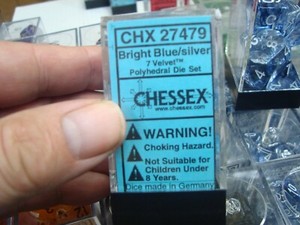 CHX 27479
Bright Blue/silver
7 Velvet™
Polyhedral Die Set
CHESSEX
www.chessex.com
WARNING!
Choking Hazard.
Not Suitable for
Children Under
8 Years.
Dice made in Germany